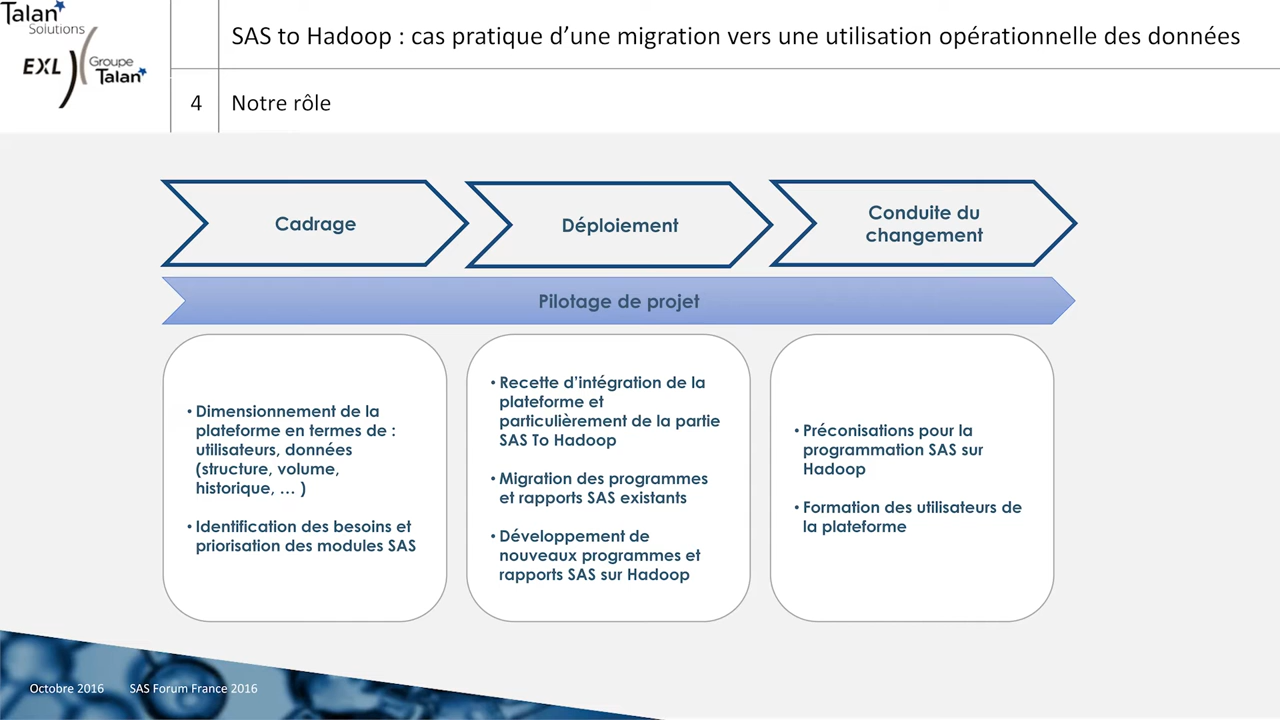 Talan
Solutions
EXL
Groupe
Talan
SAS to Hadoop : cas pratique d’une migration vers une utilisation opérationnelle des données
4
Notre rôle
Cadrage
Déploiement
Conduite du
changement
Pilotage de projet
• Dimensionnement de la
plateforme en termes de :
utilisateurs, données
(structure, volume,
historique, … )
• Identification des besoins et
priorisation des modules SAS
• Recette d’intégration de la
plateforme et
particulièrement de la partie
SAS To Hadoop
• Migration des programmes
et rapports SAS existants
• Développement de
nouveaux programmes et
rapports SAS sur Hadoop
• Préconisations pour la
programmation SAS sur
Hadoop
• Formation des utilisateurs de
la plateforme
Octobre 2016 SAS Forum France 2016